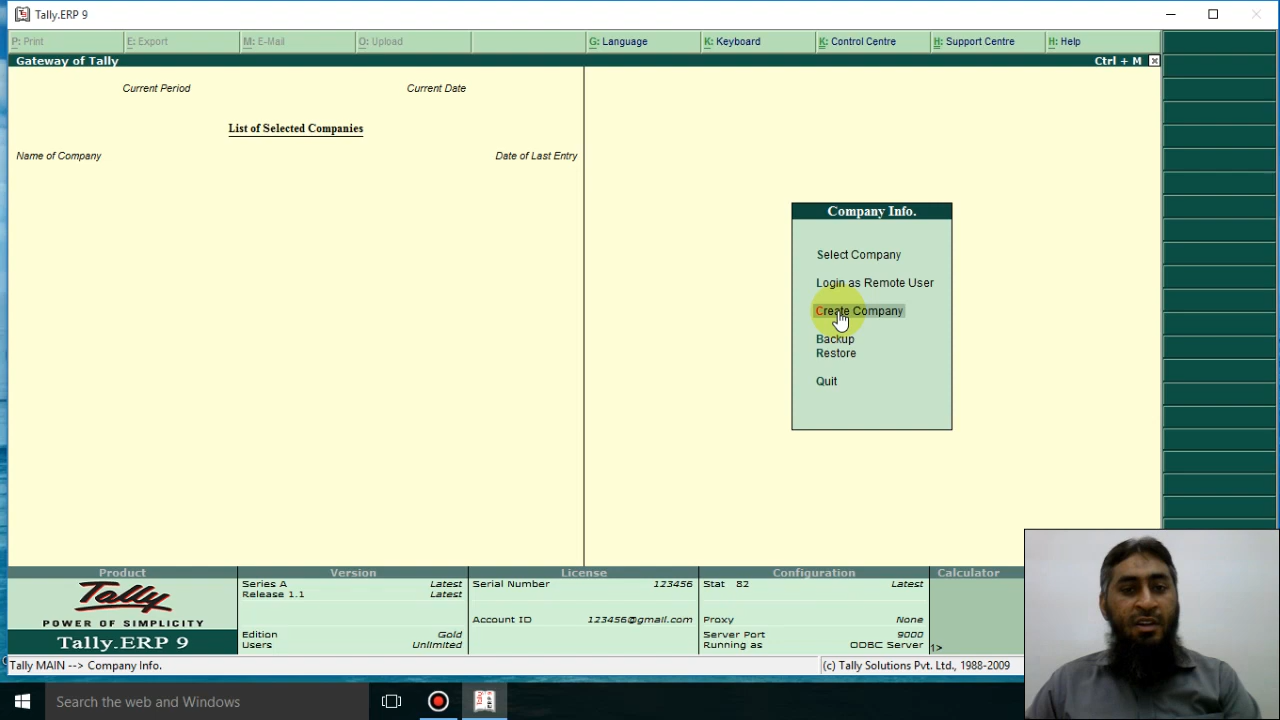 Tally.ERP 9
P: Print E: Export M: E-Mail O: Upload G: Language K: Keyboard K: Control Centre H: Support Centre H: Help
Gateway of Tally Ctrl + M
Current Period Current Date
List of Selected Companies
Name of Company Date of Last Entry
Company Info.
Select Company
Login as Remote User
Create Company
Backup
Restore
Quit
Product Version License Configuration Calculator
Tally
POWER OF SIMPLICITY
Tally.ERP 9
Series A Latest
Release 1.1 Latest
Edition Gold
Users Unlimited
Serial Number 123456
Account ID 123456@gmail.com
Stat 82 Latest
Proxy None
Server Port 9000
Running as ODBC Server
1>
Tally MAIN --> Company Info. (c) Tally Solutions Pvt. Ltd., 1988-2009
Search the web and Windows